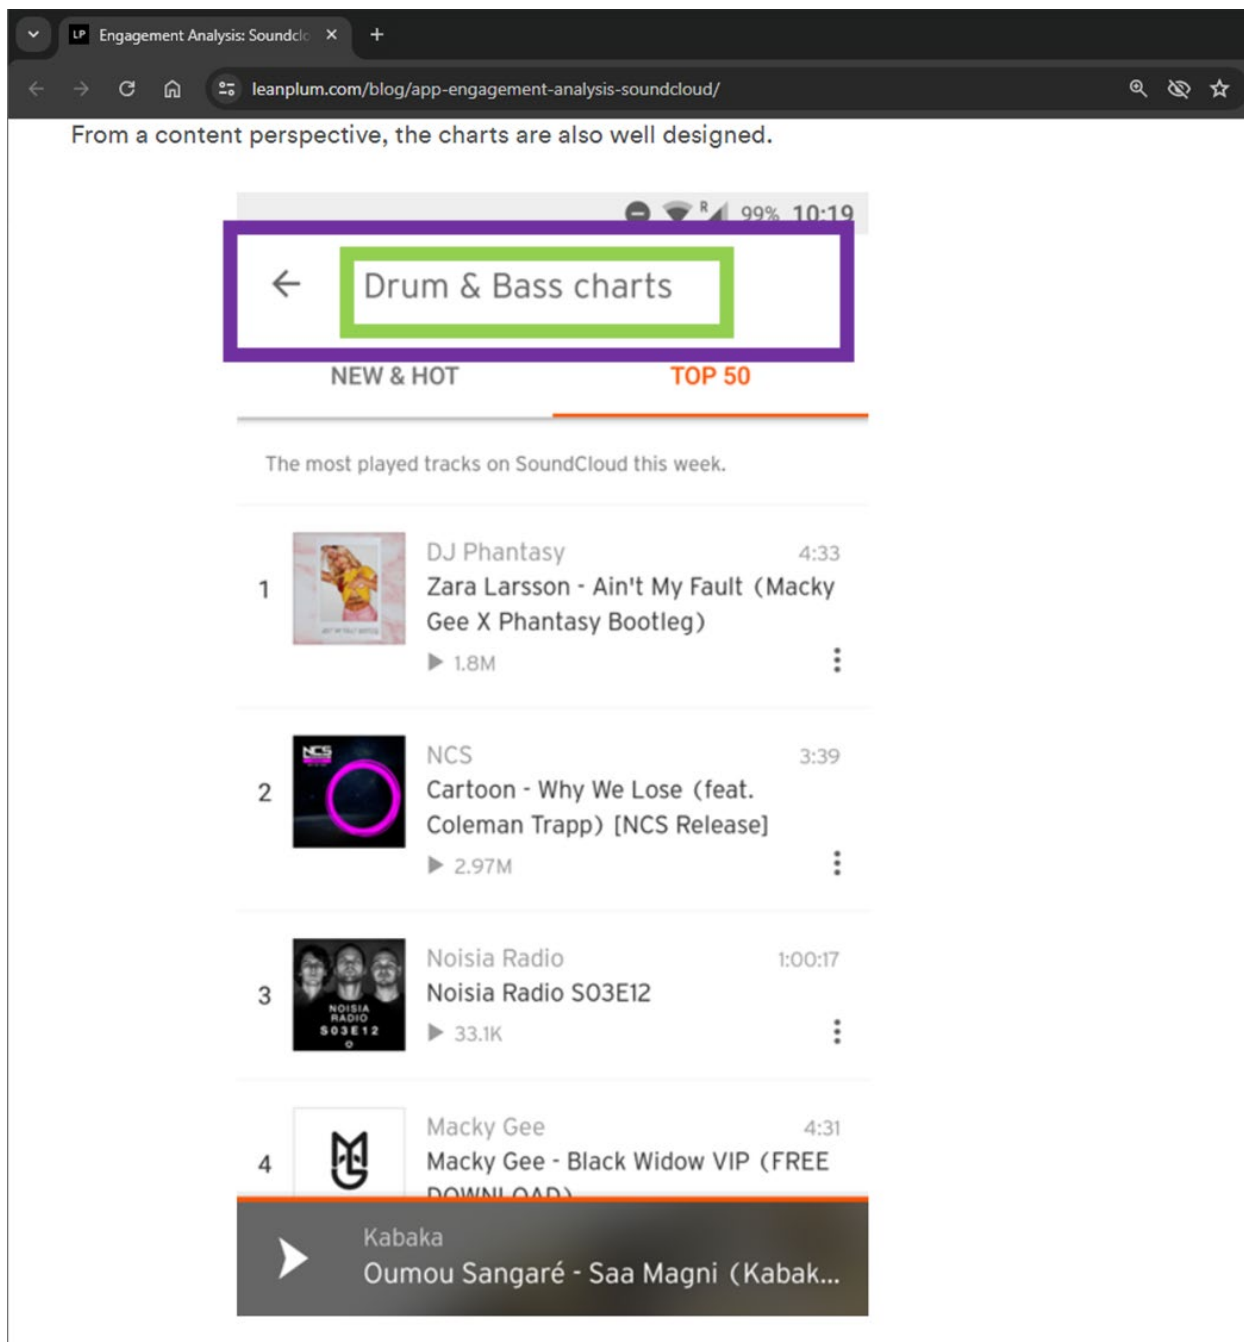 LP Engagement Analysis: Soundclo
leanplum.com/blog/app-engagement-analysis-soundcloud/
From a content perspective, the charts are also well designed.
R 99% 10:19
Drum & Bass charts
NEW & HOT TOP 50
The most played tracks on SoundCloud this week.
DJ Phantasy 4:33
1 Zara Larsson - Ain't My Fault (Macky
Gee X Phantasy Bootleg)
1.8M
NCS
NCS 3:39
2 Cartoon - Why We Lose (feat.
Coleman Trapp) [NCS Release]
2.97M
Noisia Radio 1:00:17
3 Noisia Radio S03E12
NOISIA
RADIO
S03E12
33.1K
Macky Gee 4:31
4 Macky Gee - Black Widow VIP (FREE
DOWNLOAD)
Kabaka
Oumou Sangaré - Saa Magni (Kabak...